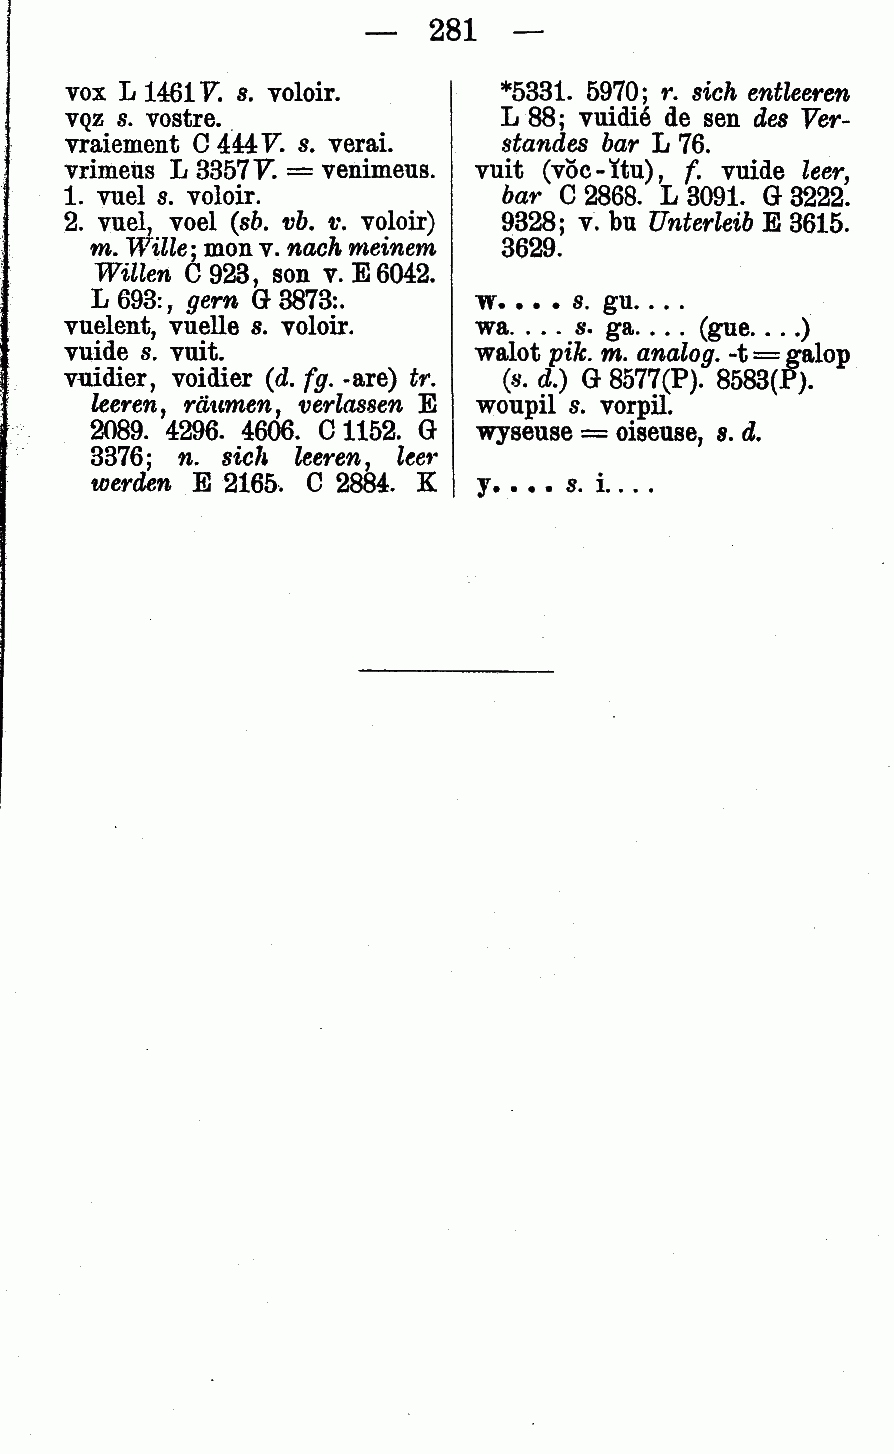 — 281 —
vox L 1461 V. s. voloir.
vǫz s. vostre.
vraiement C 444 V. s. verai.
vrimeus L 3357 V. = venimeus.
1. vuel s. voloir.
2. vuel, voel (sb. vb. v. voloir)
m. Wille; mon v. nach meinem
Willen C 923, son v. E 6042.
L 693:, gern G 3873:.
vuelent, vuelle s. voloir.
vuide s. vuit.
vuidier, voidier (d. fg. -are) tr.
leeren, räumen, verlassen E
2089. 4296. 4606. C 1152. G
3376; n. sich leeren, leer
werden E 2165. C 2884. K
*5331. 5970; r. sich entleeren
L 88; vuidié de sen des Ver-
standes bar L 76.
vuit (vŏc-ĭtu), f. vuide leer,
bar C 2868. L 3091. G 3222.
9328; v. bu Unterleib E 3615.
3629.
w. . . . s. gu. . . .
wa. . . . s. ga. . . . (gue. . . .)
walot pik. m. analog. -t = galop
(s. d.) G 8577(P). 8583(P).
woupil s. vorpil.
wyseuse = oiseuse, s. d.
y. . . . s. i. . . .